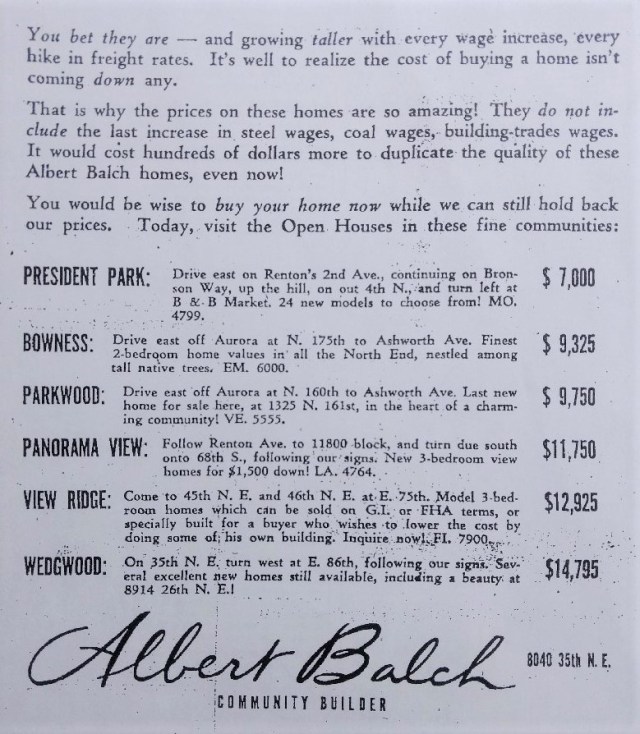 You bet they are — and growing taller with every wage increase, every
hike in freight rates. It's well to realize the cost of buying a home isn't
coming down any.
That is why the prices on these homes are so amazing! They do not in-
clude the last increase in steel wages, coal wages, building-trades wages.
It would cost hundreds of dollars more to duplicate the quality of these
Albert Balch homes, even now!
You would be wise to buy your home now while we can still hold back
our prices. Today, visit the Open Houses in these fine communities:
PRESIDENT PARK: Drive east on Renton's 2nd Ave., continuing on Bron- $ 7,000
son Way, up the hill, on out 4th N., and turn left at
B & B Market. 24 new models to choose from! MO.
4799.
BOWNESS: Drive east off Aurora at N. 175th to Ashworth Ave. Finest $ 9,325
2-bedroom home values in all the North End, nestled among
tall native trees. EM. 6000.
PARKWOOD: Drive east off Aurora at N. 160th to Ashworth Ave. Last new $ 9,750
home for sale here, at 1325 N. 161st, in the heart of a charm-
ing community! VE. 5555.
PANORAMA VIEW: Follow Renton Ave. to 11800 block, and turn due south $11,750
onto 68th S., following our signs. New 3-bedroom view
homes for $1,500 down! LA. 4764.
VIEW RIDGE: Come to 45th N. E. and 46th N. E. at E. 75th. Model 3-bed- $12,925
room homes which can be sold on G.I. or FHA terms, or
specially built for a buyer who wishes to lower the cost by
doing some of his own building. Inquire now! FI. 7900.
WEDGWOOD: On 35th N. E. turn west at E. 86th, following our signs. Sev- $14,795
eral excellent new homes still available, including a beauty at
8914 26th N. E.!
Albert Balch 8040 35th N. E.
COMMUNITY BUILDER